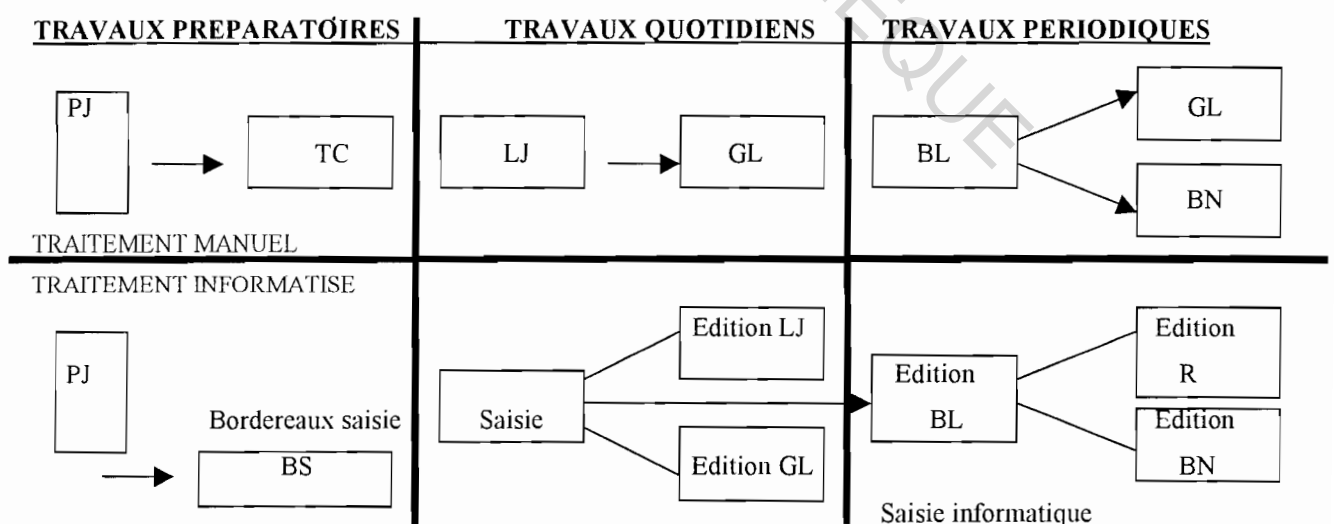 TRAVAUX PREPARATOIRES TRAVAUX QUOTIDIENS TRAVAUX PERIODIQUES
PJ
TC
LJ
GL
BL
GL
BN
TRAITEMENT MANUEL
TRAITEMENT INFORMATISE
PJ
Bordereaux saisie
BS
Saisie
Edition LJ
Edition GL
Edition
BL
Edition
R
Edition
BN
Saisie informatique